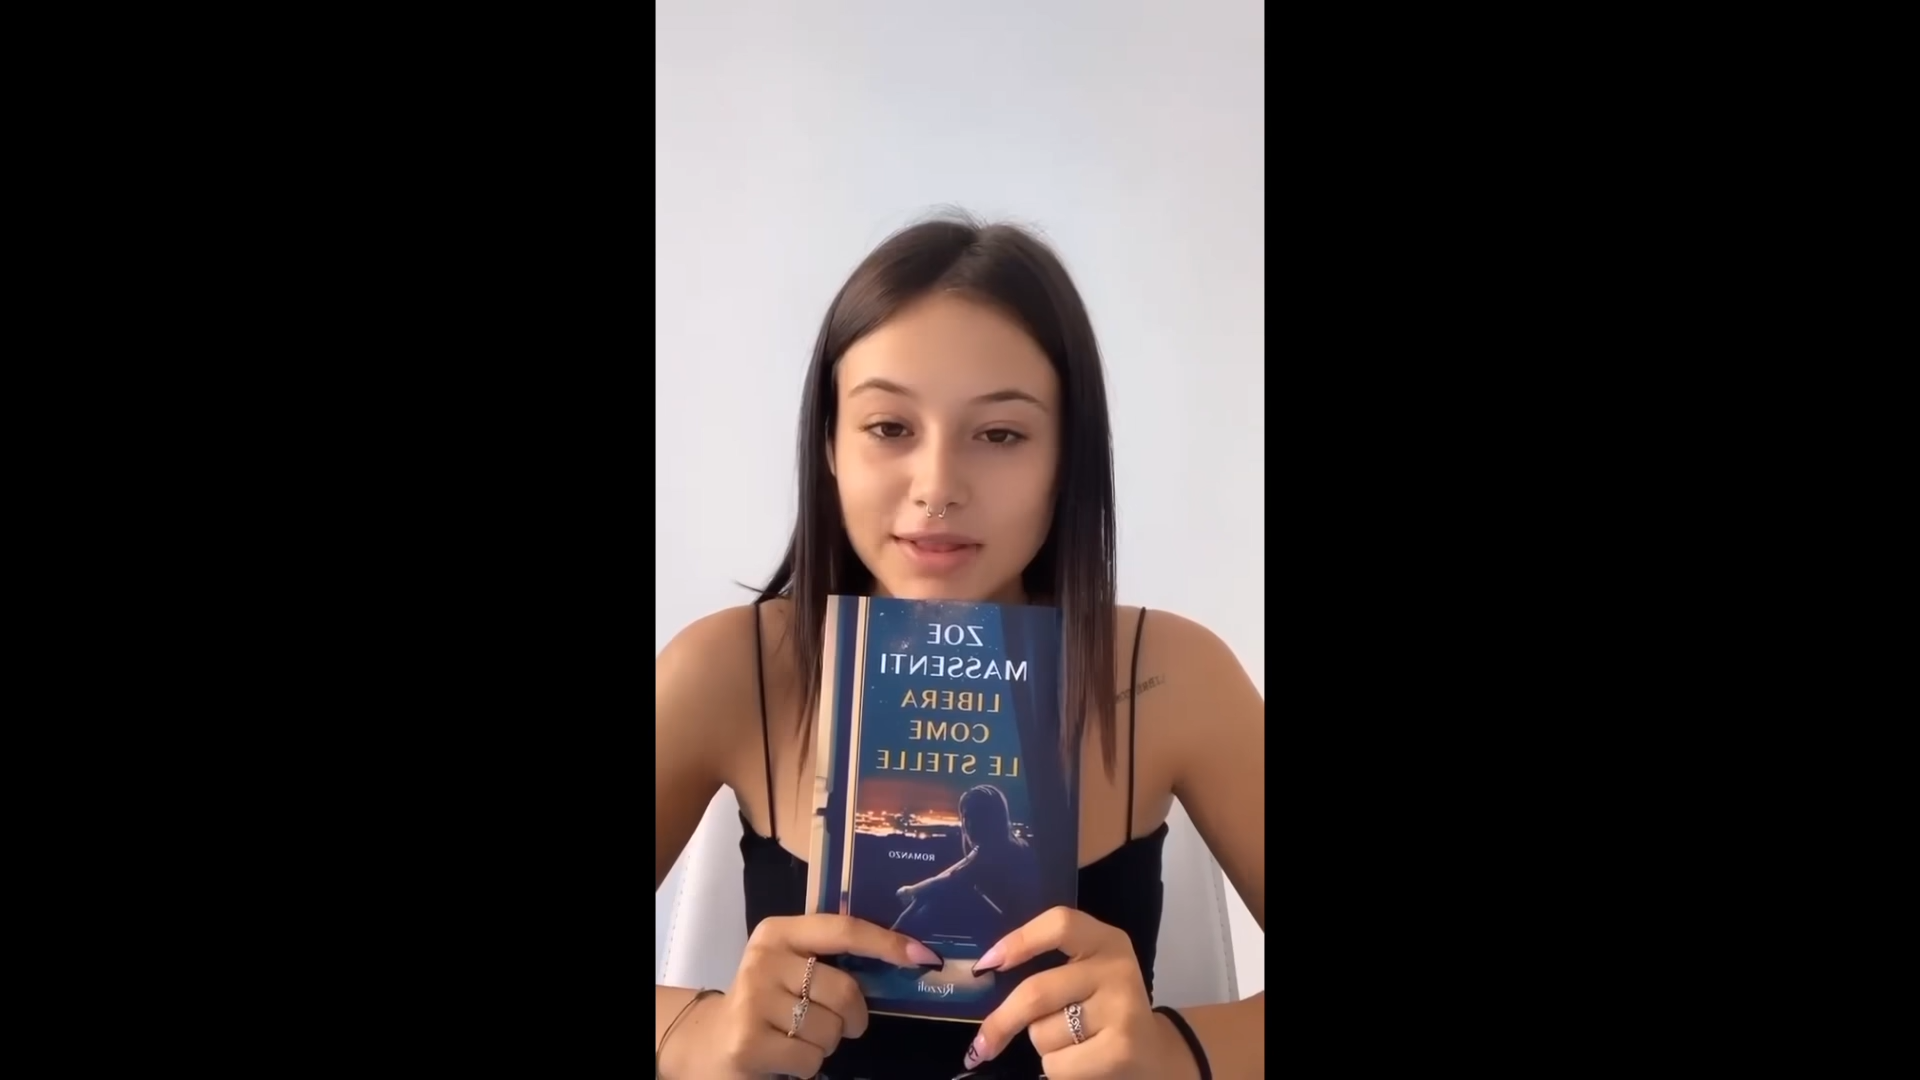 ZOE
MASSENTI
LIBERA
COME
LE STELLE
ROMANZO
Rizzoli